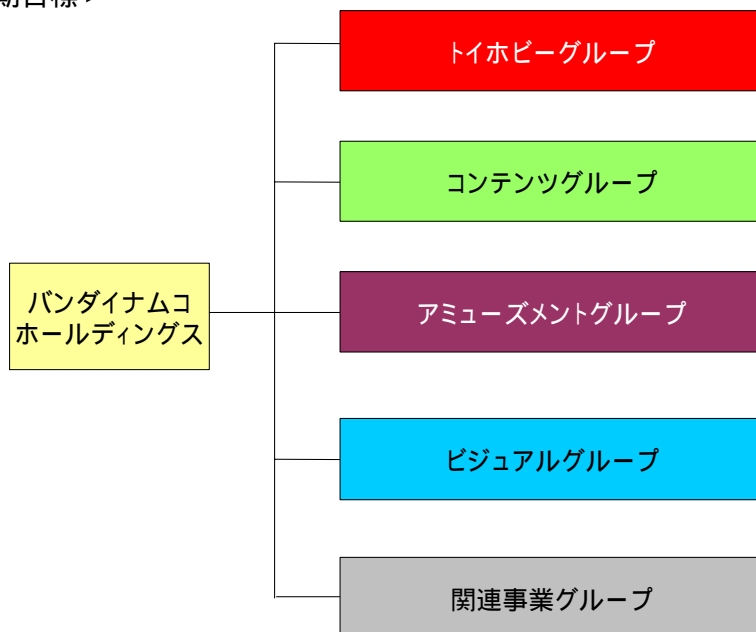 期目標>
トイホビーグループ
コンテンツグループ
バンダイナムコ
ホールディングス
アミューズメントグループ
ビジュアルグループ
関連事業グループ